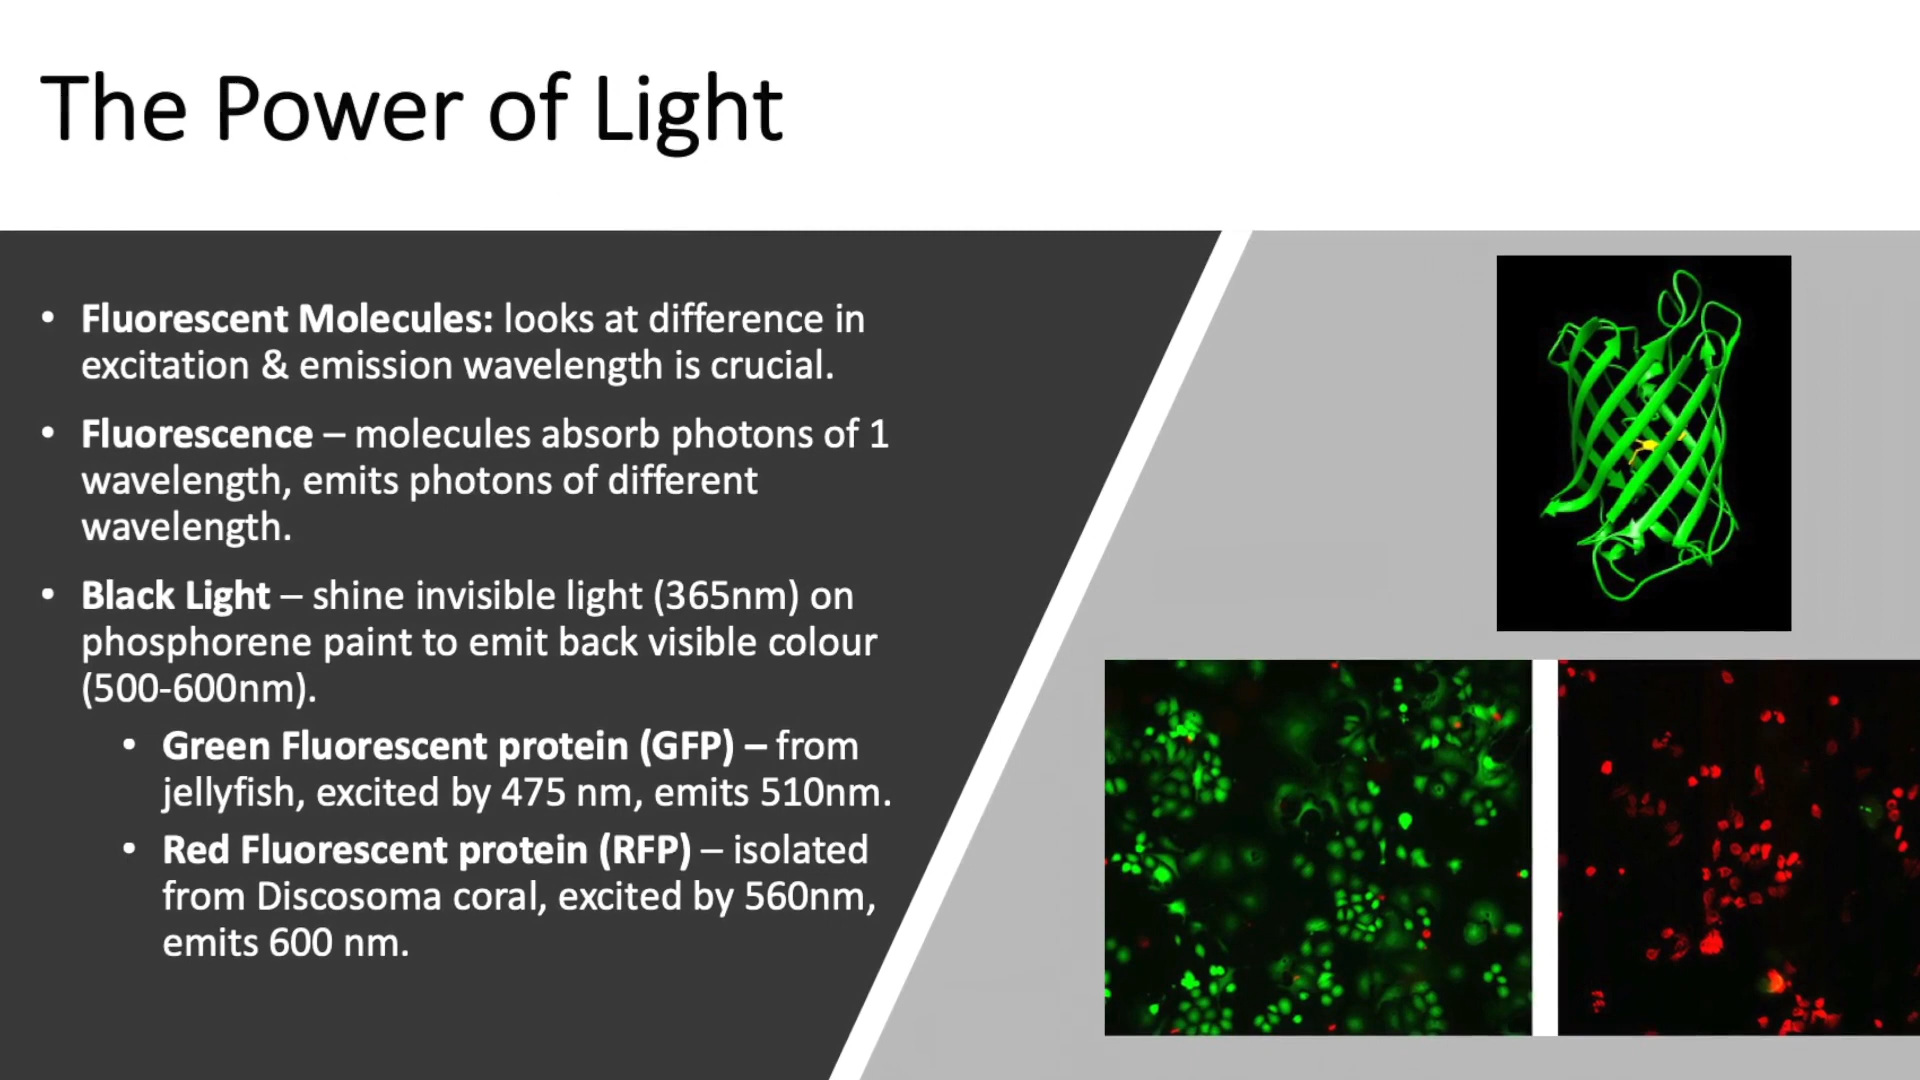 The Power of Light
• Fluorescent Molecules: looks at difference in
excitation & emission wavelength is crucial.
• Fluorescence – molecules absorb photons of 1
wavelength, emits photons of different
wavelength.
• Black Light – shine invisible light (365nm) on
phosphorene paint to emit back visible colour
(500-600nm).
• Green Fluorescent protein (GFP) – from
jellyfish, excited by 475 nm, emits 510nm.
• Red Fluorescent protein (RFP) – isolated
from Discosoma coral, excited by 560nm,
emits 600 nm.